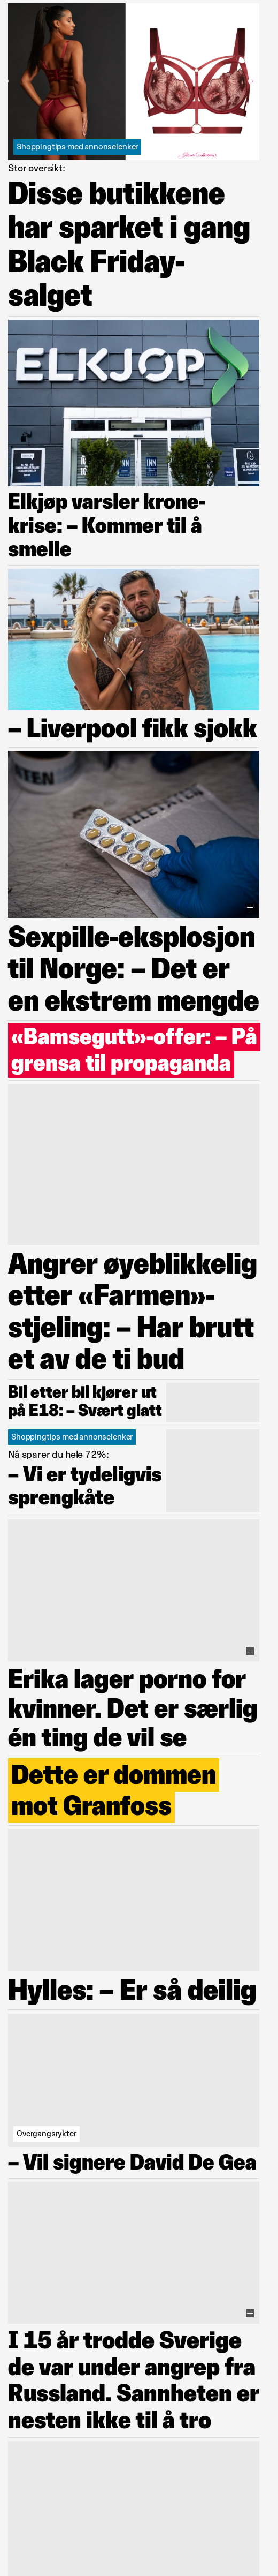 Shoppingtips med annonselenker
Stor oversikt:
Disse butikkene
har sparket i gang
Black Friday-
salget
ELKJØP
Elkjøp varsler krone-
krise: – Kommer til å
smelle
– Liverpool fikk sjokk
Sexpille-eksplosjon
til Norge: – Det er
en ekstrem mengde
«Bamsegutt»-offer: – På
grensa til propaganda
Angrer øyeblikkelig
etter «Farmen»-
stjeling: – Har brutt
et av de ti bud
Bil etter bil kjører ut
på E18: – Svært glatt
Shoppingtips med annonselenker
Nå sparer du hele 72%:
– Vi er tydeligvis
sprengkåte
Erika lager porno for
kvinner. Det er særlig
én ting de vil se
Dette er dommen
mot Granfoss
Hylles: – Er så deilig
Overgangsrykter
– Vil signere David De Gea
I 15 år trodde Sverige
de var under angrep fra
Russland. Sannheten er
nesten ikke til å tro